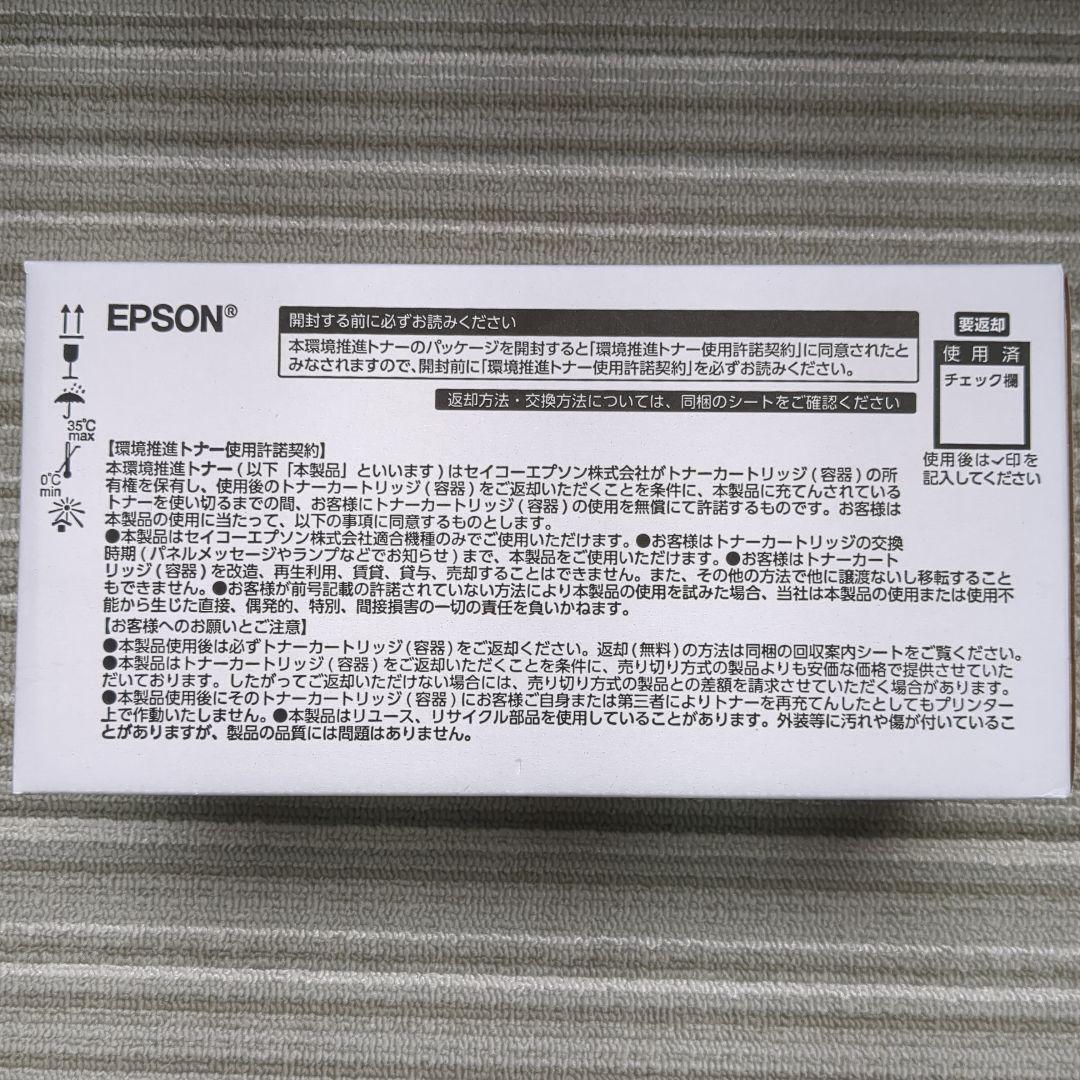 EPSON®
開封する前に必ずお読みください
本環境推進トナーのパッケージを開封すると「環境推進トナー使用許諾契約」に同意されたと
みなされますので、開封前に「環境推進トナー使用許諾契約」を必ずお読みください。
返却方法・交換方法については、同梱のシートをご確認ください
要返却
使用済
チェック欄
使用後は✓印を
記入してください
35℃
max
0℃
min
【環境推進トナー使用許諾契約】
本環境推進トナー(以下「本製品」といいます)はセイコーエプソン株式会社がトナーカートリッジ(容器)の所
有権を保有し、使用後のトナーカートリッジ(容器)をご返却いただくことを条件に、本製品に充てんされている
トナーを使い切るまでの間、お客様にトナーカートリッジ(容器)の使用を無償にて許諾するものです。お客様は
本製品の使用に当たって、以下の事項に同意するものとします。
●本製品はセイコーエプソン株式会社適合機種のみでご使用いただけます。●お客様はトナーカートリッジの交換
時期(パネルメッセージやランプなどでお知らせ)まで、本製品をご使用いただけます。●お客様はトナーカート
リッジ(容器)を改造、再生利用、賃貸、貸与、売却することはできません。また、その他の方法で他に譲渡ないし移転すること
もできません。●お客様が前号記載の許諾されていない方法により本製品の使用を試みた場合、当社は本製品の使用または使用不
能から生じた直接、偶発的、特別、間接損害の一切の責任を負いかねます。
【お客様へのお願いとご注意】
●本製品使用後は必ずトナーカートリッジ(容器)をご返却ください。返却(無料)の方法は同梱の回収案内シートをご覧ください。
●本製品はトナーカートリッジ(容器)をご返却いただくことを条件に、売り切り方式の製品よりも安価な価格で提供させていた
だいております。したがってご返却いただけない場合には、売り切り方式の製品との差額を請求させていただく場合があります。
●本製品使用後にそのトナーカートリッジ(容器)にお客様ご自身または第三者によりトナーを再充てんしたとしてもプリンター
上で作動いたしません。●本製品はリユース、リサイクル部品を使用していることがあります。外装等に汚れや傷が付いているこ
とがありますが、製品の品質には問題はありません。